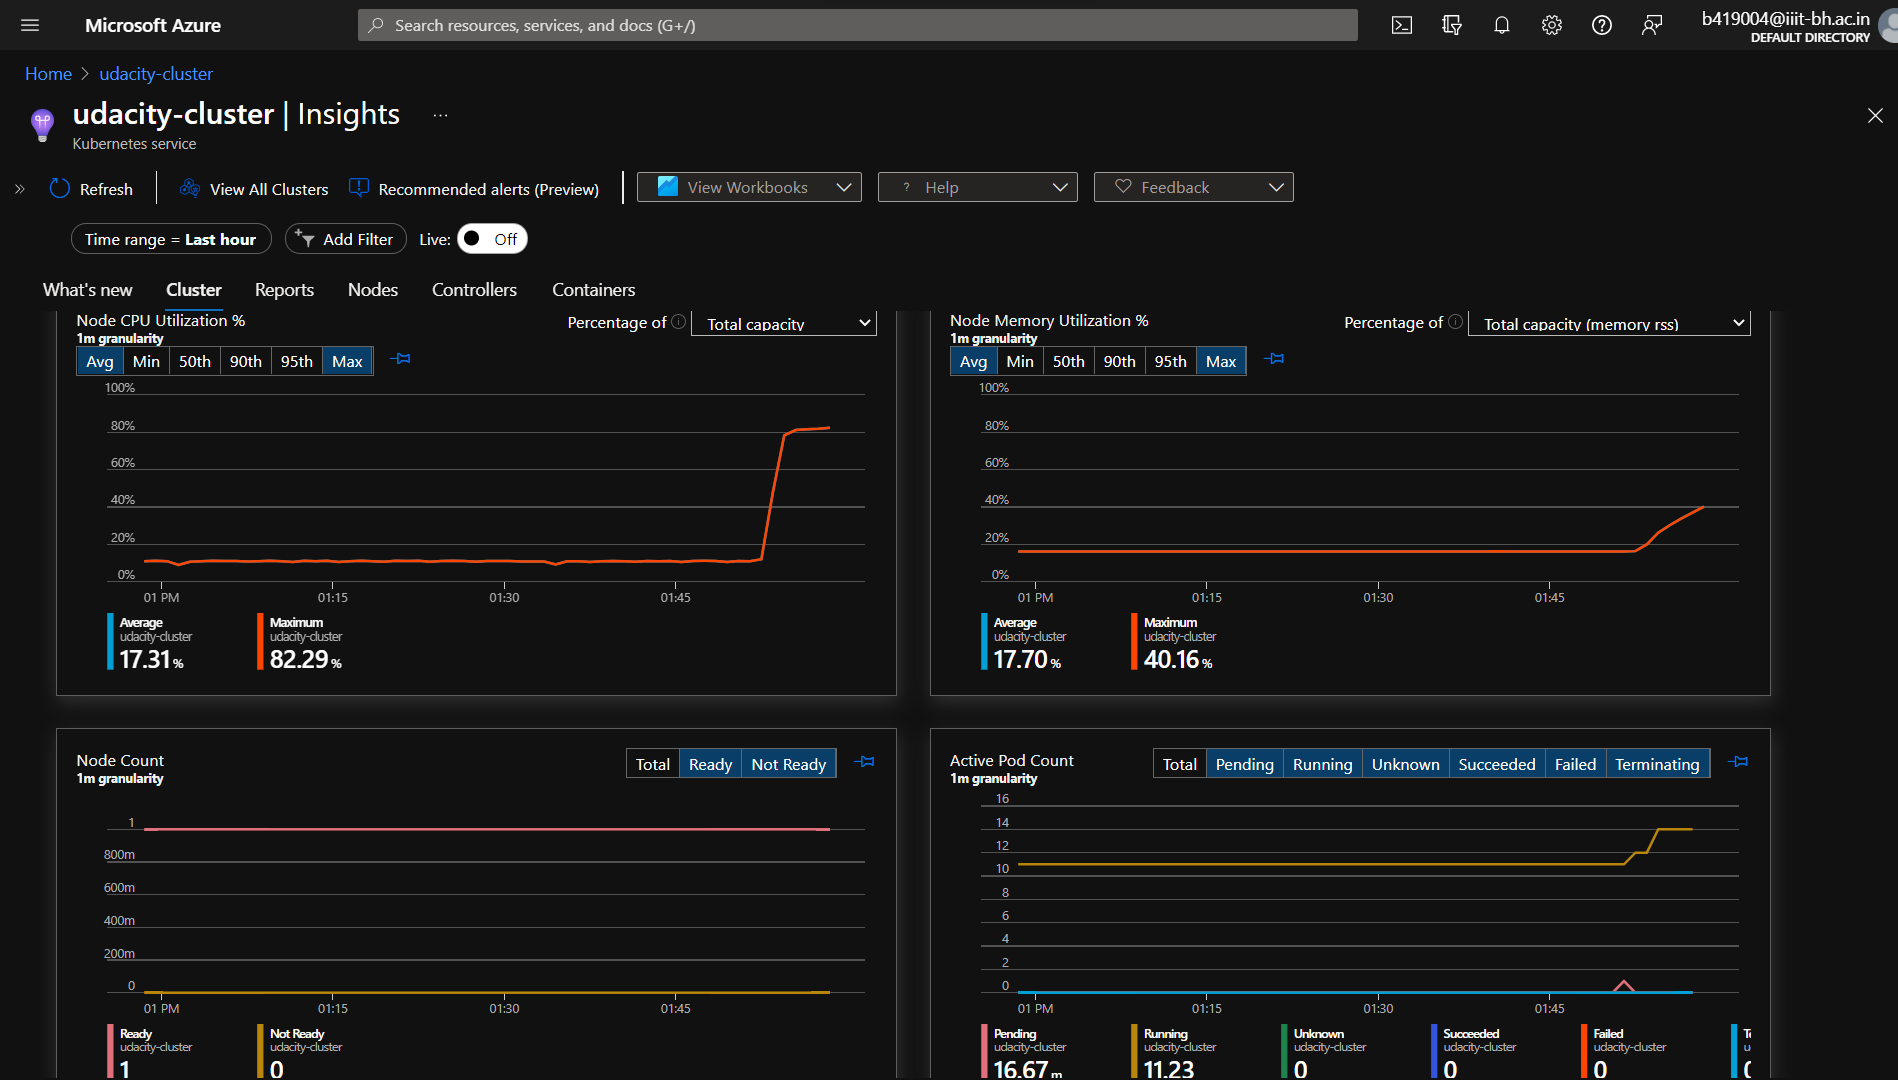 Microsoft Azure
Search resources, services, and docs (G+/)
b419004@iiit-bh.ac.in
DEFAULT DIRECTORY
Home > udacity-cluster
udacity-cluster | Insights ...
Kubernetes service
Refresh
View All Clusters
Recommended alerts (Preview)
View Workbooks
? Help
Feedback
Time range = Last hour
Add Filter
Live: Off
What's new
Cluster
Reports
Nodes
Controllers
Containers
Node CPU Utilization %
1m granularity
Percentage of
Total capacity
Avg Min 50th 90th 95th Max
100%
80%
60%
40%
20%
0%
01 PM 01:15 01:30 01:45
Average
udacity-cluster
17.31 %
Maximum
udacity-cluster
82.29 %
Node Memory Utilization %
1m granularity
Percentage of
Total capacity (memory rss)
Avg Min 50th 90th 95th Max
100%
80%
60%
40%
20%
0%
01 PM 01:15 01:30 01:45
Average
udacity-cluster
17.70 %
Maximum
udacity-cluster
40.16 %
Node Count
1m granularity
Total Ready Not Ready
1
800m
600m
400m
200m
0
01 PM 01:15 01:30 01:45
Ready
udacity-cluster
1
Not Ready
udacity-cluster
0
Active Pod Count
1m granularity
Total Pending Running Unknown Succeeded Failed Terminating
16
14
12
10
8
6
4
2
0
01 PM 01:15 01:30 01:45
Pending
udacity-cluster
16.67 m
Running
udacity-cluster
11.23
Unknown
udacity-cluster
0
Succeeded
udacity-cluster
0
Failed
udacity-cluster
0